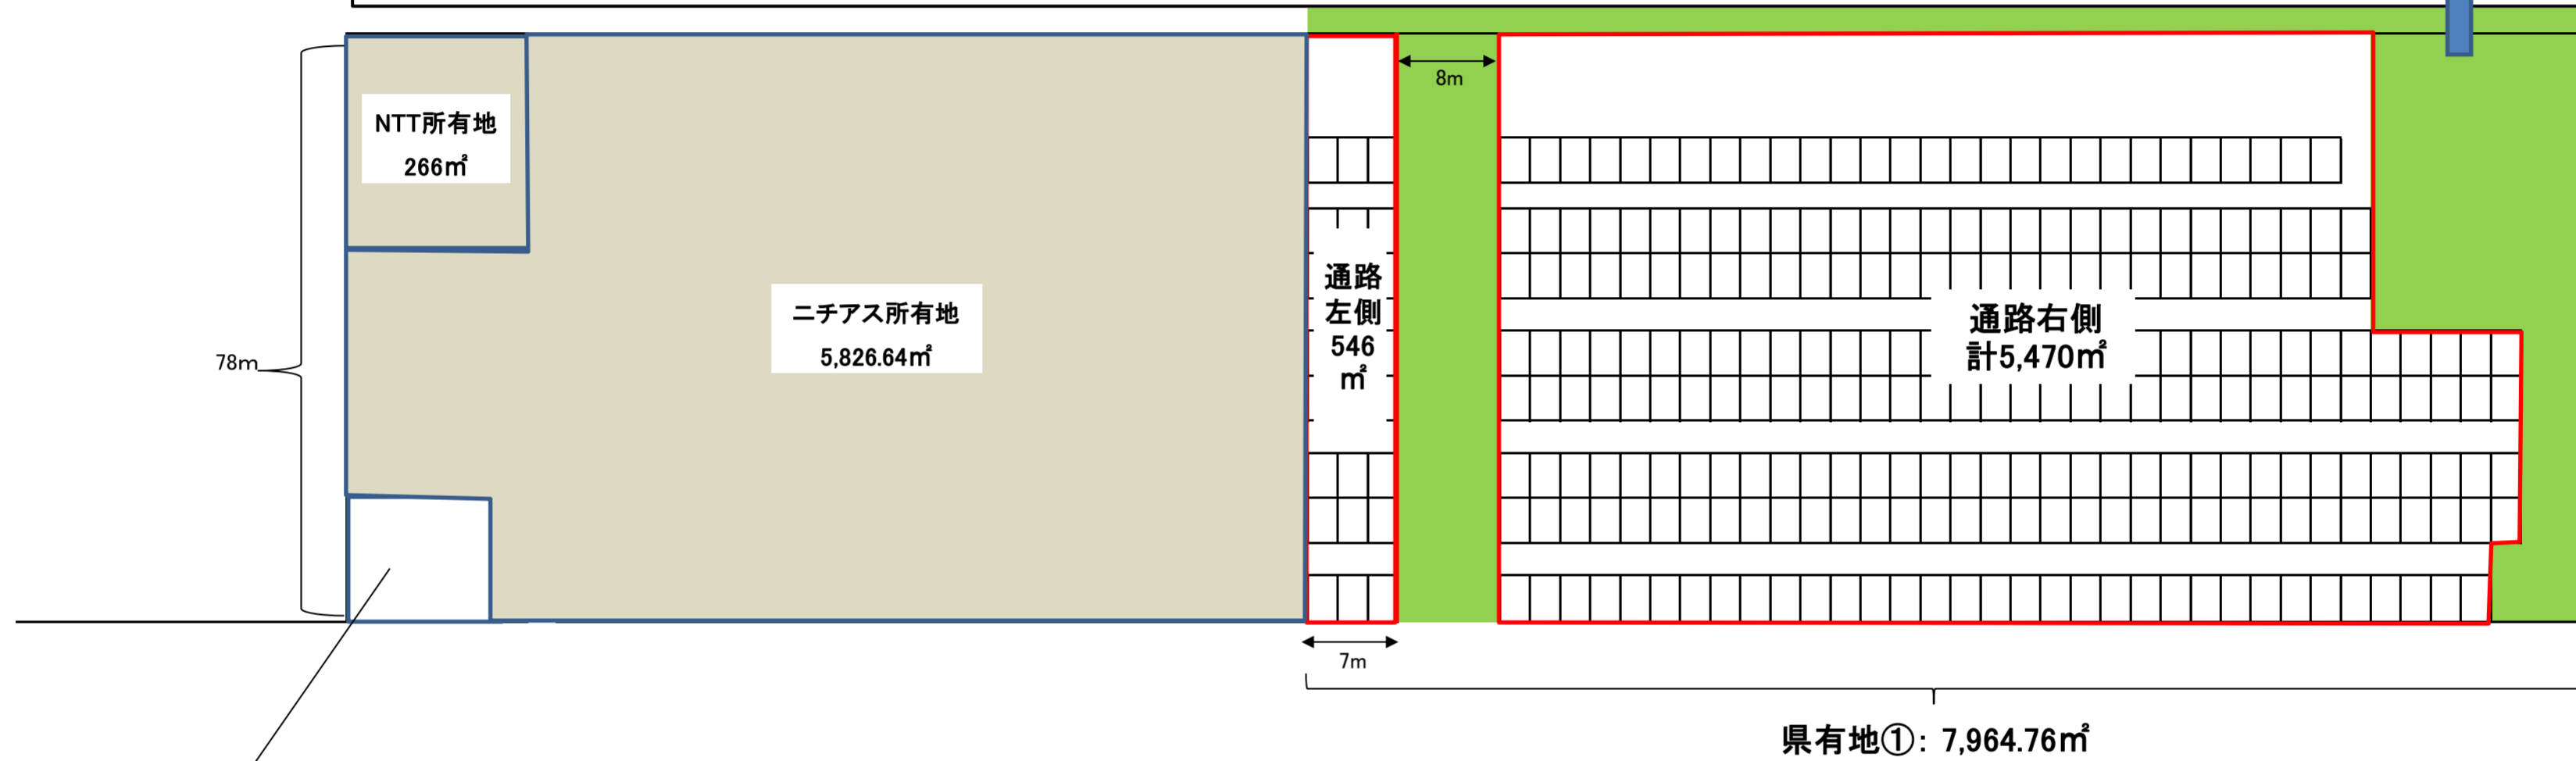 8m
NTT所有地
266㎡
ニチアス所有地
5,826.64㎡
通路
左側
546
㎡
通路右側
計5,470㎡
78m
7m
県有地①：7,964.76㎡